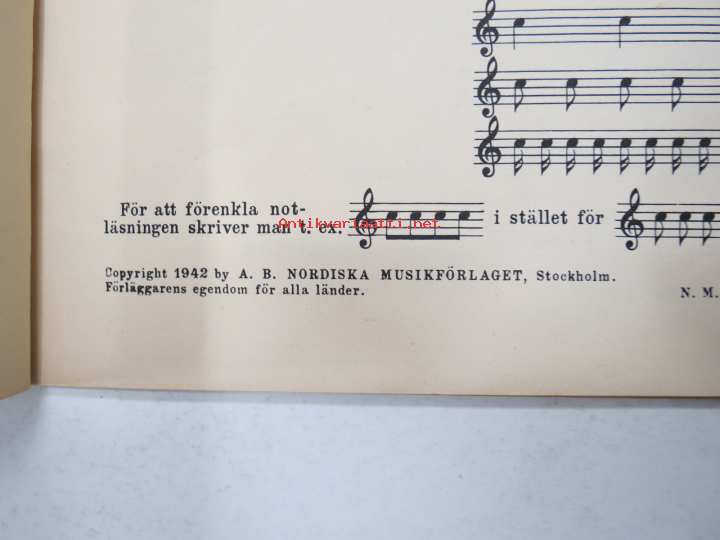 För att förenkla not-
läsningen skriver man t. ex.
i stället för
Antikvariaatti.net
Copyright 1942 by A. B. NORDISKA MUSIKFÖRLAGET, Stockholm.
Förläggarens egendom för alla länder.
N. M.